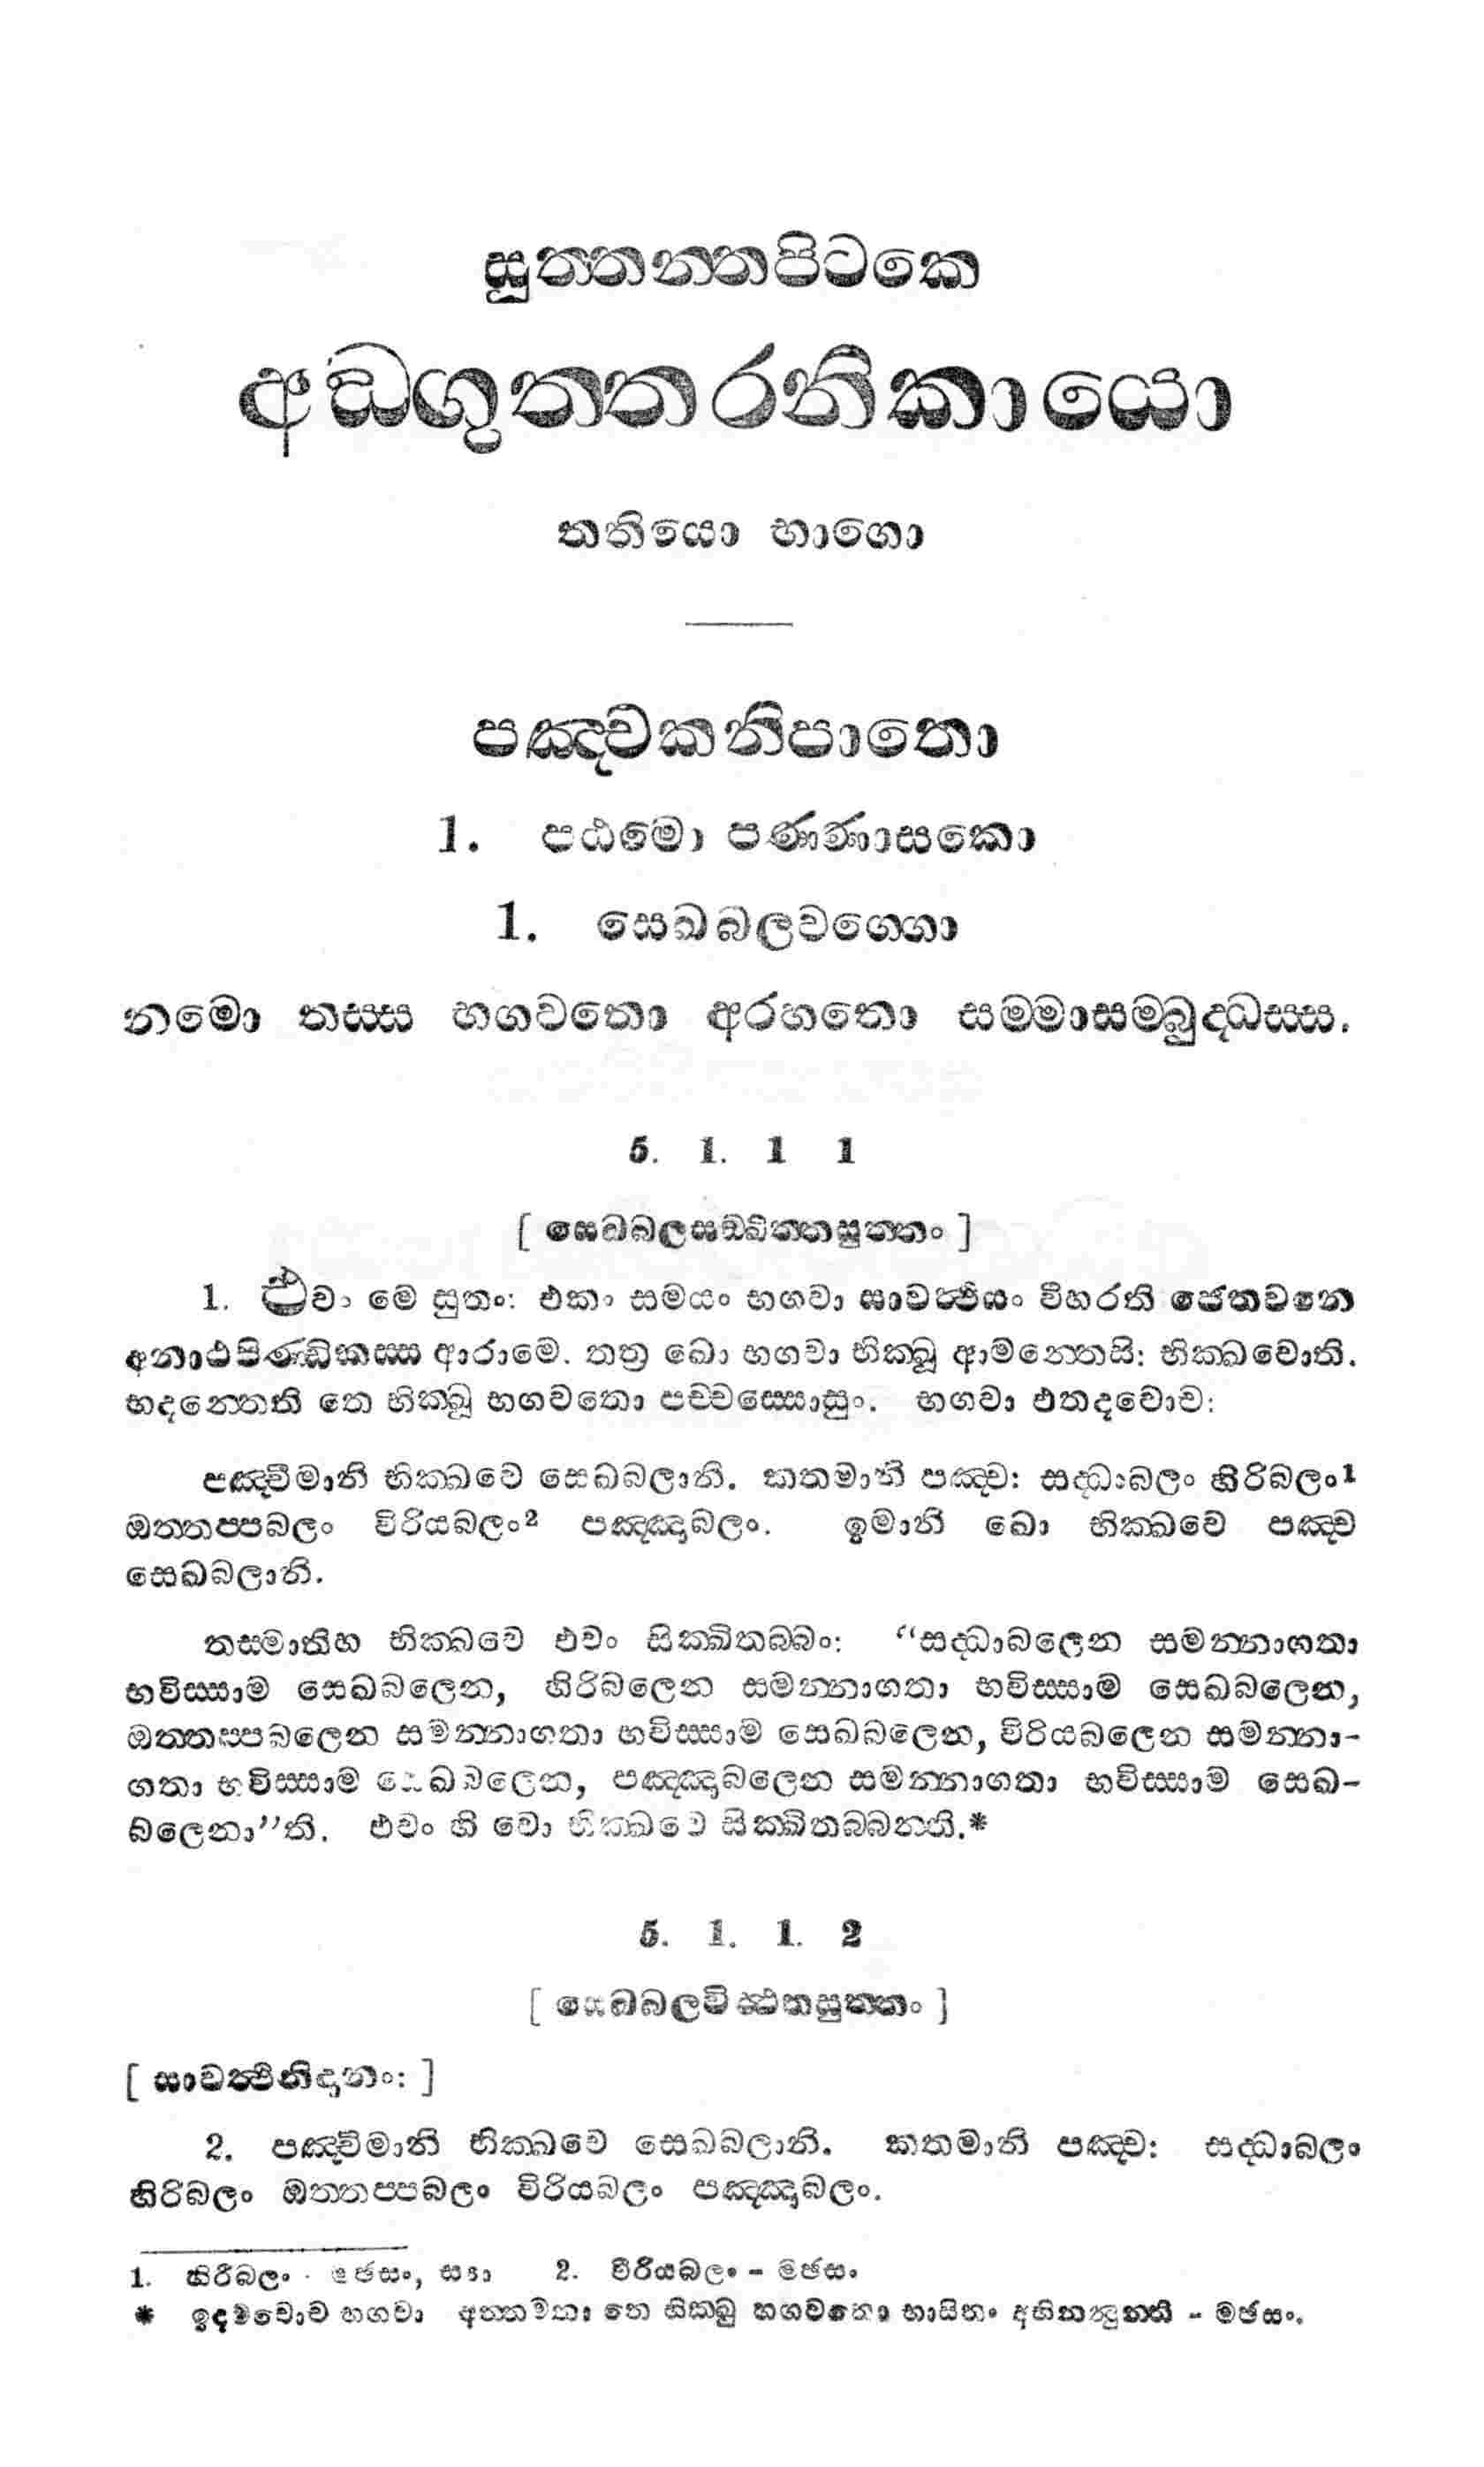 සුත්තන්තපිටකෙ
අඞ්ගුත්තරනිකායො
තතියො භාගො
පඤ්චකනිපාතො
1. පඨමො පණ්ණාසකො
1. සෙඛබලවග්ගො
නමො තස්ස භගවතො අරහතො සම්මාසම්බුද්ධස්ස.
5. 1. 1 1
[ සෙඛබලසඞ්ඛිත්තසුත්තං ]
1. එවං මෙ සුතං: එකං සමයං භගවා සාවත්ථියං විහරති ජෙතවනෙ
අනාථපිණ්ඩිකස්ස ආරාමෙ. තත්‍ර ඛො භගවා භික්ඛූ ආමන්තෙසි: භික්ඛවොති.
භදන්තෙති තෙ භික්ඛූ භගවතො පච්චස්සොසුං. භගවා එතදවොච:
පඤ්චිමානි භික්ඛවෙ සෙඛබලානි. කතමානි පඤ්ච: සද්ධාබලං හිරිබලං1
ඔත්තප්පබලං විරියබලං2 පඤ්ඤාබලං. ඉමානි ඛො භික්ඛවෙ පඤ්ච
සෙඛබලානි.
තස්මාතිහ භික්ඛවෙ එවං සික්ඛිතබ්බං: “සද්ධාබලෙන සමන්නාගතා
භවිස්සාම සෙඛබලෙන, හිරිබලෙන සමන්නාගතා භවිස්සාම සෙඛබලෙන,
ඔත්තප්පබලෙන සමන්නාගතා භවිස්සාම සෙඛබලෙන, විරියබලෙන සමන්නා-
ගතා භවිස්සාම සෙඛබලෙන, පඤ්ඤාබලෙන සමන්නාගතා භවිස්සාම සෙඛ-
බලෙනා”ති. එවං හි වො භික්ඛවෙ සික්ඛිතබ්බන්ති.*
5. 1. 1. 2
[ සෙඛබලවිත්ථතසුත්තං ]
[ සාවත්ථිනිදානං: ]
2. පඤ්චිමානි භික්ඛවෙ සෙඛබලානි. කතමානි පඤ්ච: සද්ධාබලං
හිරිබලං ඔත්තප්පබලං විරියබලං පඤ්ඤාබලං.
1. හිරීබලං - මඡසං, 2. වීරියබලං - මඡසං
* ඉදමවොච භගවා අත්තමනා තෙ භික්ඛු භගවතො භාසිතං අභිනන්දුන්ති - මඡසං.